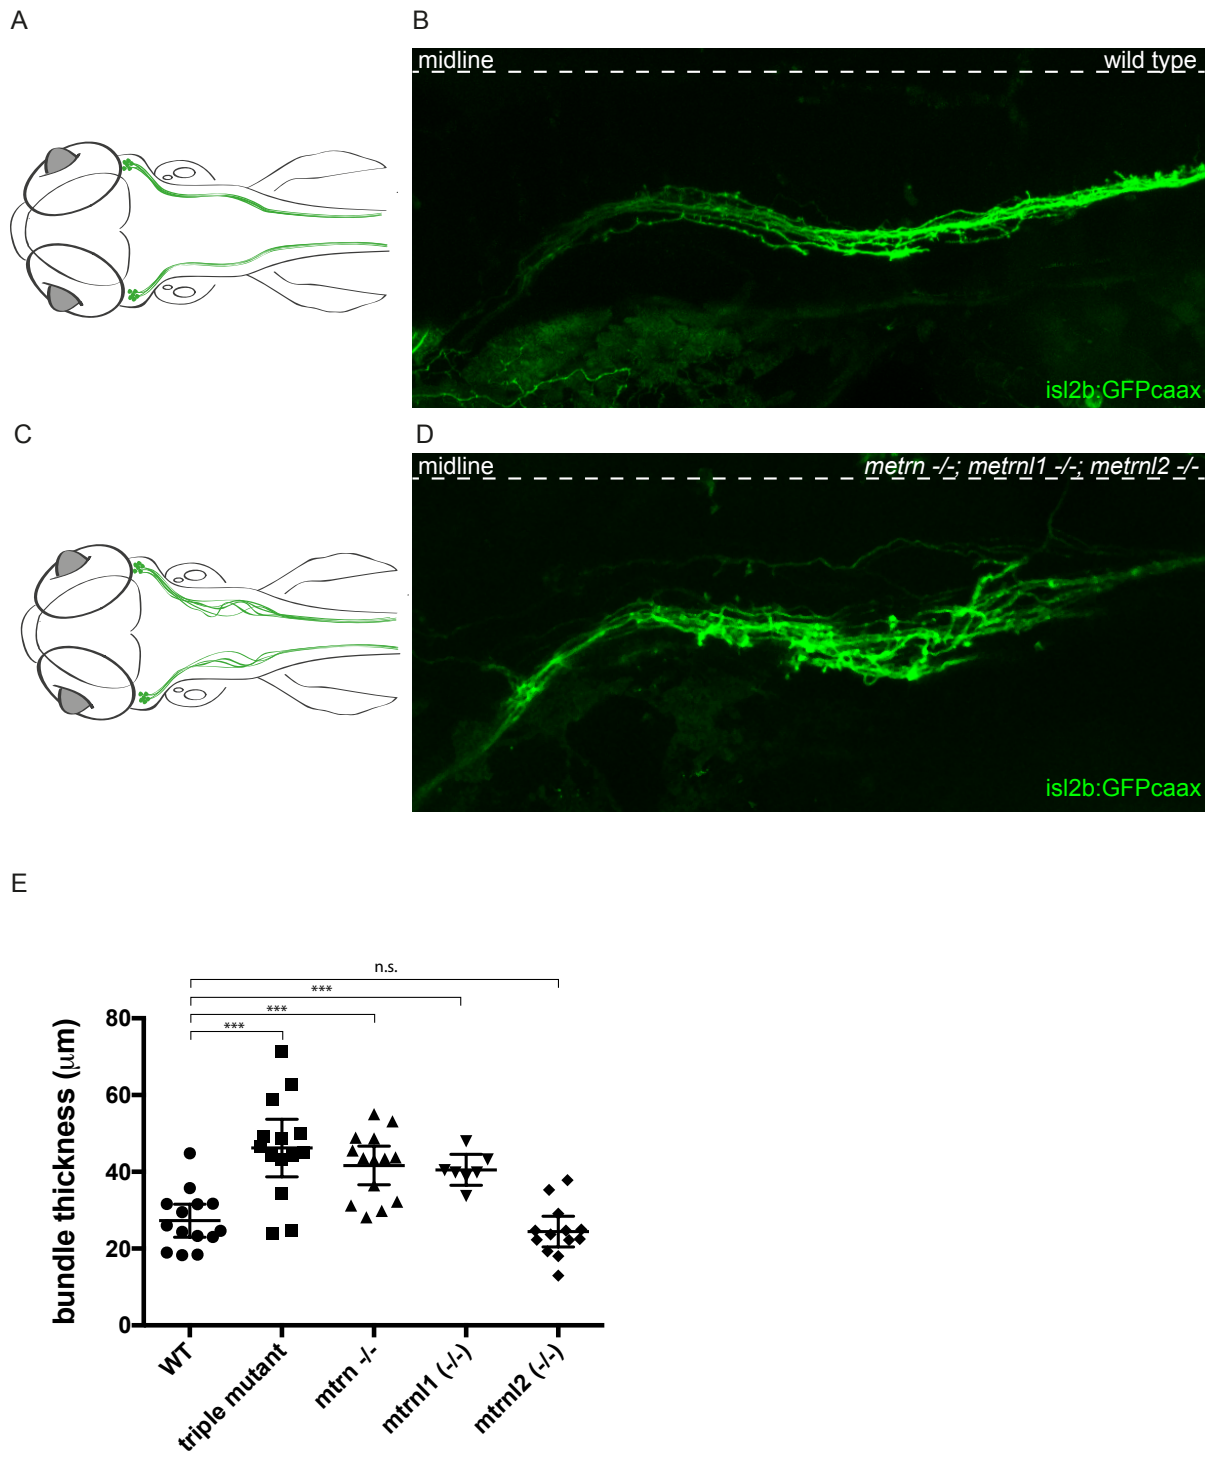 A
B
midline
wild type
isl2b:GFPcaax
C
D
midline
metrn -/-; metrnl1 -/-; metrnl2 -/-
isl2b:GFPcaax
E
n.s.
***
***
***
80
60
40
20
0
bundle thickness (μm)
WT
triple mutant
mtrn -/-
mtrnl1 (-/-)
mtrnl2 (-/-)